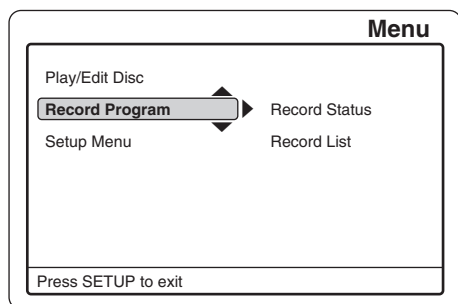 Menu
Play/Edit Disc
Record Program
Record Status
Setup Menu
Record List
Press SETUP to exit